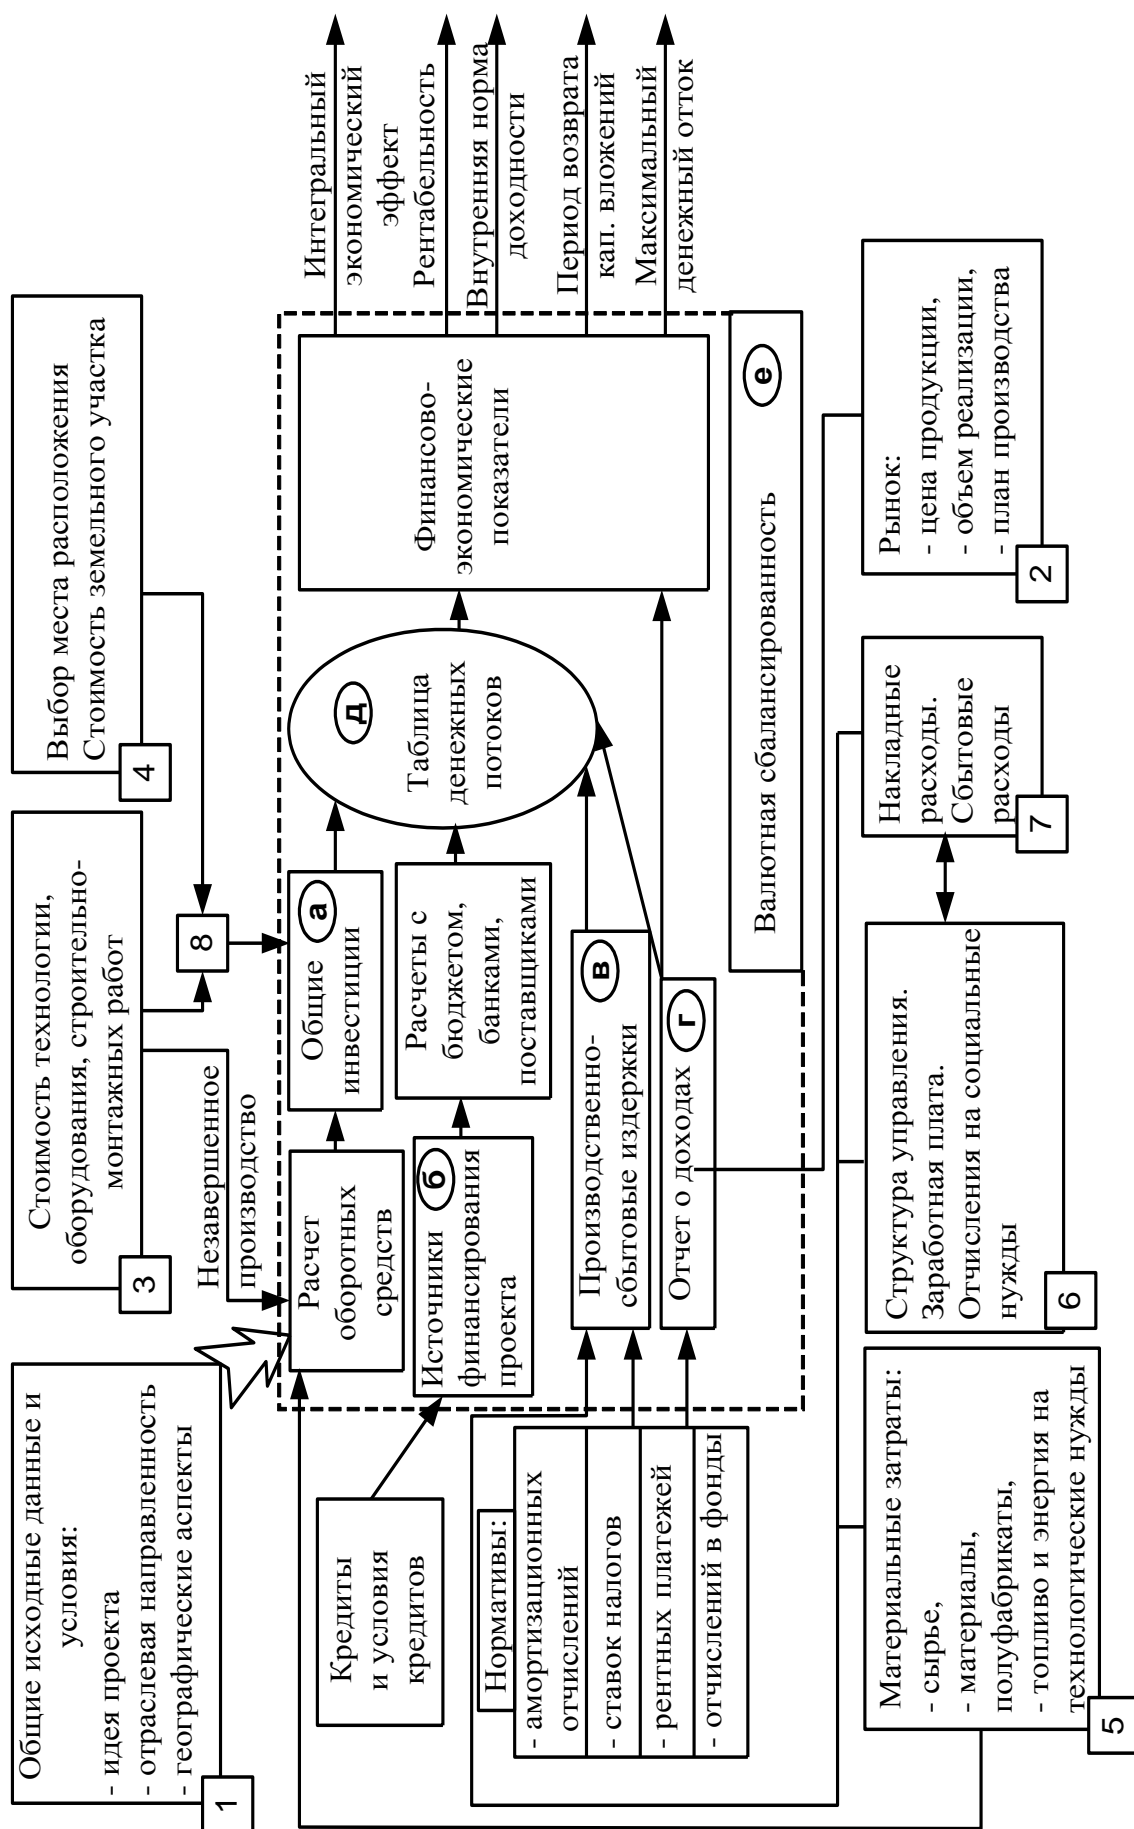 Общие исходные данные и
условия:
- идея проекта
- отраслевая направленность
- географические аспекты
1
Стоимость технологии,
оборудования, строительно-
монтажных работ
3
Выбор места расположения
Стоимость земельного участка
4
8
Незавершенное
производство
Кредиты
и условия
кредитов
Расчет
оборотных
средств
Общие
инвестиции
а
Источники
финансирования
проекта
б
Расчеты с
бюджетом,
банками,
поставщиками
д
Таблица
денежных
потоков
Финансово-
экономические
показатели
Интегральный
экономический
эффект
Рентабельность
Внутренняя норма
доходности
Период возврата
кап. вложений
Максимальный
денежный отток
Нормативы:
- амортизационных
отчислений
- ставок налогов
- рентных платежей
- отчислений в фонды
Производственно-
сбытовые издержки
в
Отчет о доходах
г
Валютная сбалансированность
е
Материальные затраты:
- сырье,
- материалы,
полуфабрикаты,
- топливо и энергия на
технологические нужды
5
Структура управления.
Заработная плата.
Отчисления на социальные
нужды
6
Накладные
расходы.
Сбытовые
расходы
7
Рынок:
- цена продукции,
- объем реализации,
- план производства
2